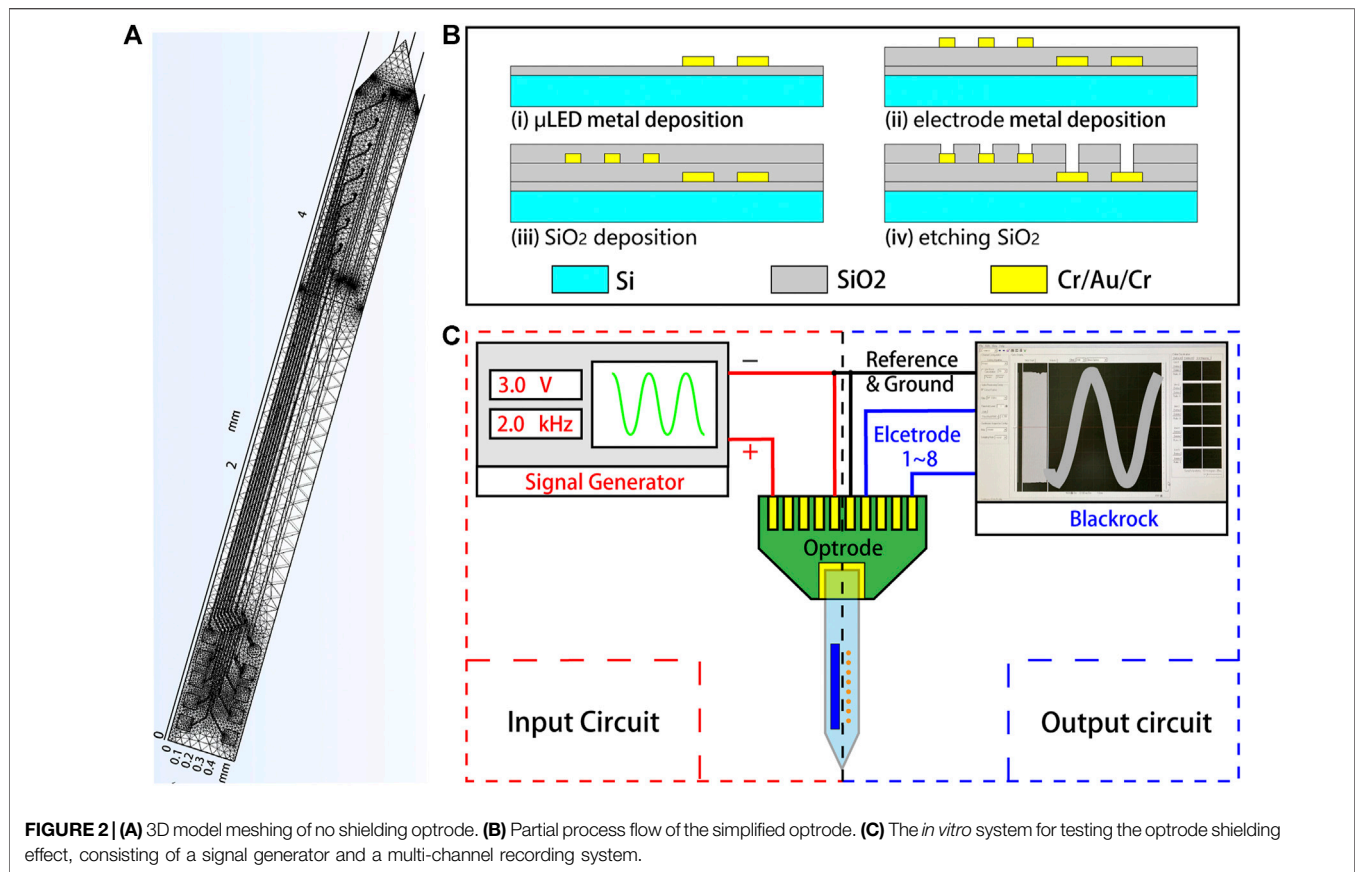 A
4
mm
2
0
0
0.1
0.2
0.3
0.4
mm
B
(i) μLED metal deposition
(ii) electrode metal deposition
(iii) SiO2 deposition
(iv) etching SiO2
Si
SiO2
Cr/Au/Cr
C
3.0 V
2.0 kHz
Signal Generator
−
+
Reference
& Ground
Elcetrode
1~8
Blackrock
Optrode
Input Circuit
Output circuit
FIGURE 2 | (A) 3D model meshing of no shielding optrode. (B) Partial process flow of the simplified optrode. (C) The in vitro system for testing the optrode shielding
effect, consisting of a signal generator and a multi-channel recording system.